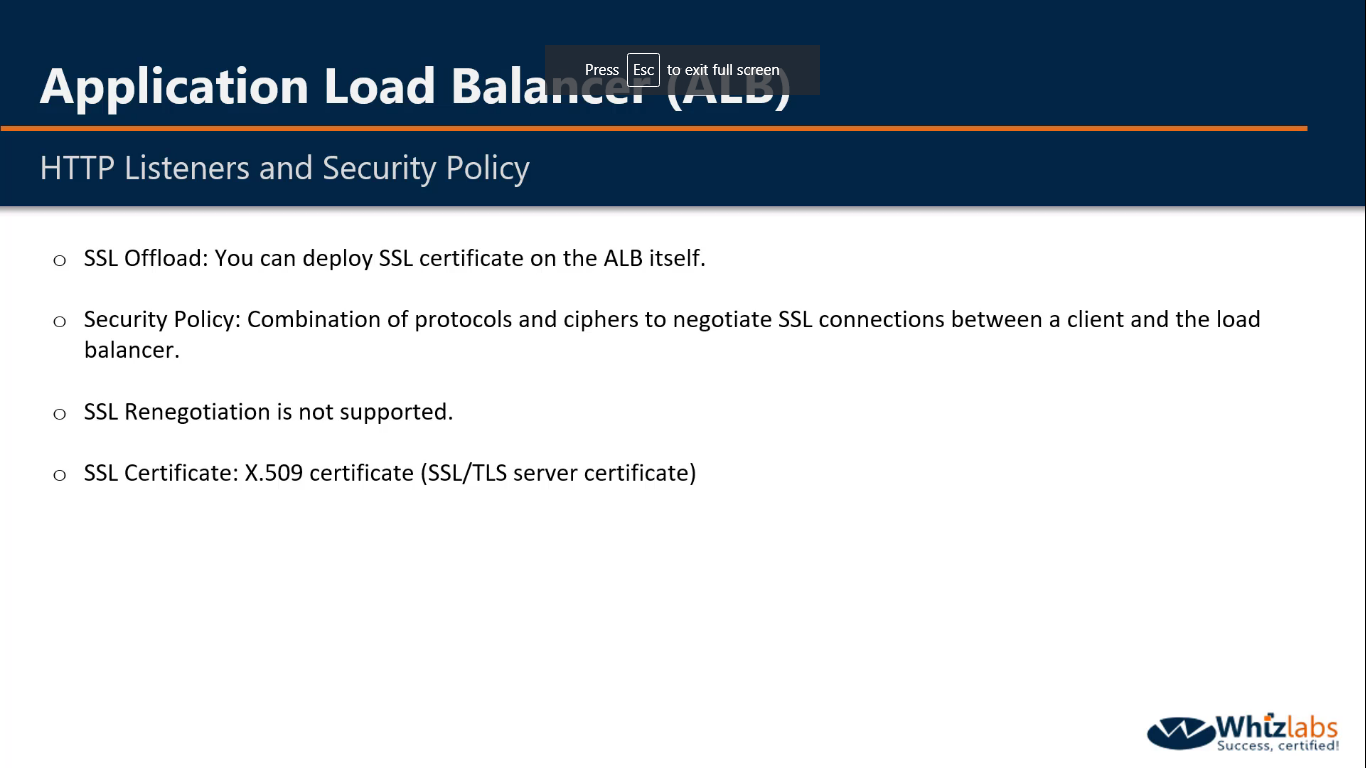 Press Esc to exit full screen
Application Load Balancer (ALB)
HTTP Listeners and Security Policy
o SSL Offload: You can deploy SSL certificate on the ALB itself.
o Security Policy: Combination of protocols and ciphers to negotiate SSL connections between a client and the load
balancer.
o SSL Renegotiation is not supported.
o SSL Certificate: X.509 certificate (SSL/TLS server certificate)
Whizlabs
Success, certified!